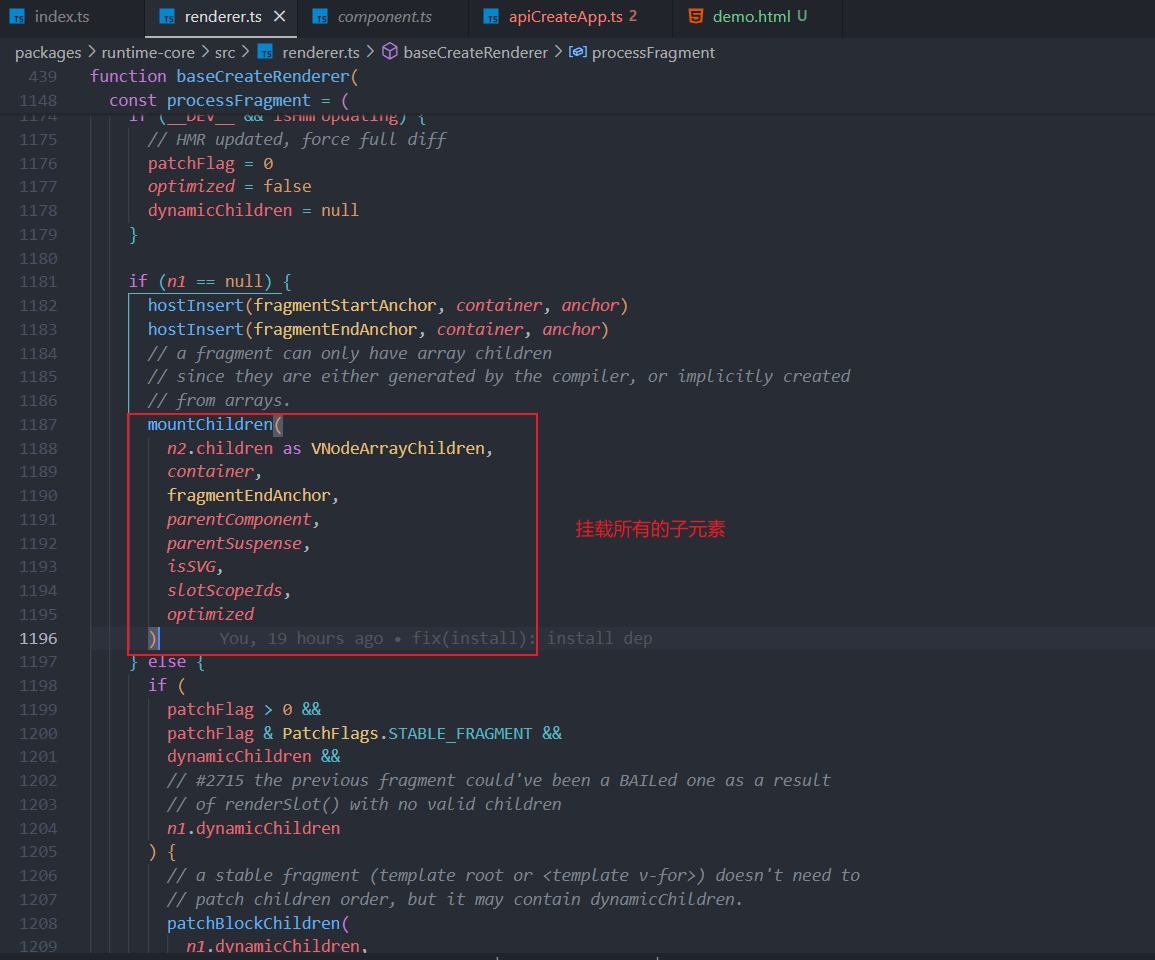 index.ts renderer.ts component.ts apiCreateApp.ts 2 demo.html U
packages > runtime-core > src > renderer.ts > baseCreateRenderer > processFragment
439 function baseCreateRenderer(
1148 const processFragment = (
1174 if (__DEV__ && isHmrUpdating) {
1175 // HMR updated, force full diff
1176 patchFlag = 0
1177 optimized = false
1178 dynamicChildren = null
1179 }
1180
1181 if (n1 == null) {
1182 hostInsert(fragmentStartAnchor, container, anchor)
1183 hostInsert(fragmentEndAnchor, container, anchor)
1184 // a fragment can only have array children
1185 // since they are either generated by the compiler, or implicitly created
1186 // from arrays.
1187 mountChildren(
1188 n2.children as VNodeArrayChildren,
1189 container,
1190 fragmentEndAnchor,
1191 parentComponent,
挂载所有的子元素
1192 parentSuspense,
1193 isSVG,
1194 slotScopeIds,
1195 optimized
1196 ) You, 19 hours ago • fix(install): install dep
1197 } else {
1198 if (
1199 patchFlag > 0 &&
1200 patchFlag & PatchFlags.STABLE_FRAGMENT &&
1201 dynamicChildren &&
1202 // #2715 the previous fragment could've been a BAILed one as a result
1203 // of renderSlot() with no valid children
1204 n1.dynamicChildren
1205 ) {
1206 // a stable fragment (template root or <template v-for>) doesn't need to
1207 // patch children order, but it may contain dynamicChildren.
1208 patchBlockChildren(
1209 n1.dynamicChildren,